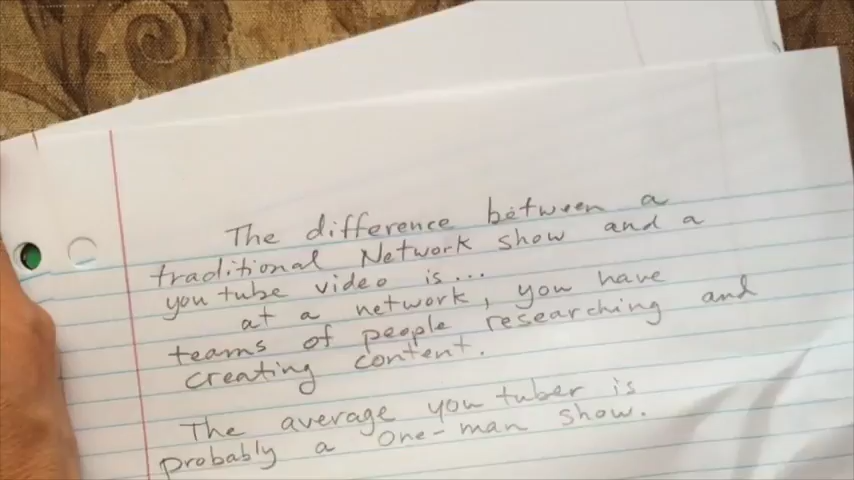 The difference between a
traditional Network show and a
you tube video is...
at a network, you have
teams of people researching and
creating content.
The average you tuber is
probably a one-man show.